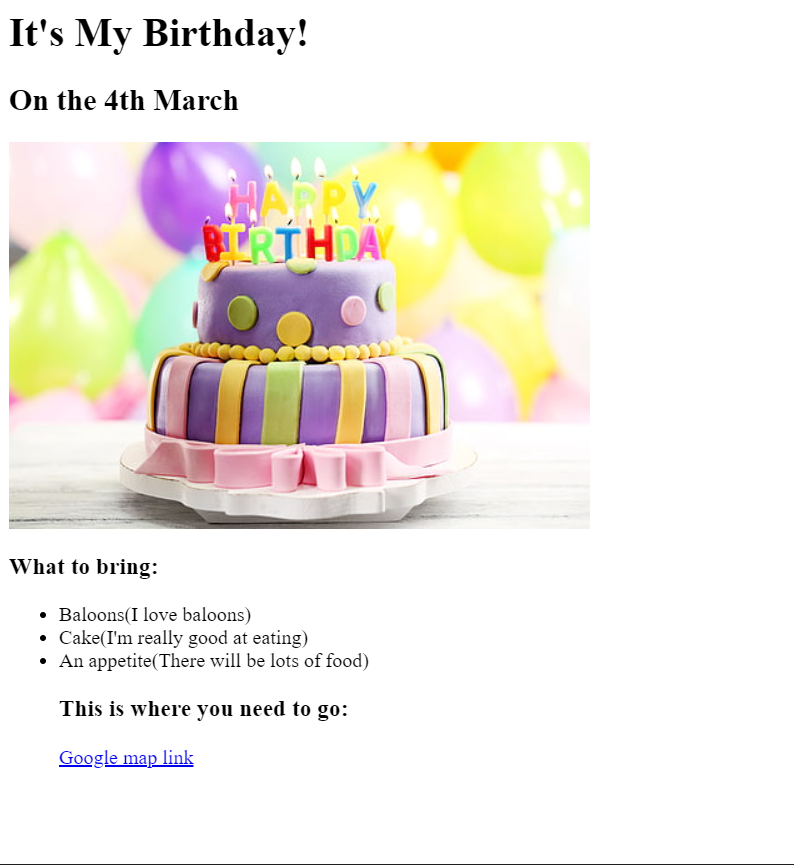 It's My Birthday!
On the 4th March
HAPPY
BIRTHDAY
What to bring:
Baloons(I love baloons)
Cake(I'm really good at eating)
An appetite(There will be lots of food)
This is where you need to go:
Google map link